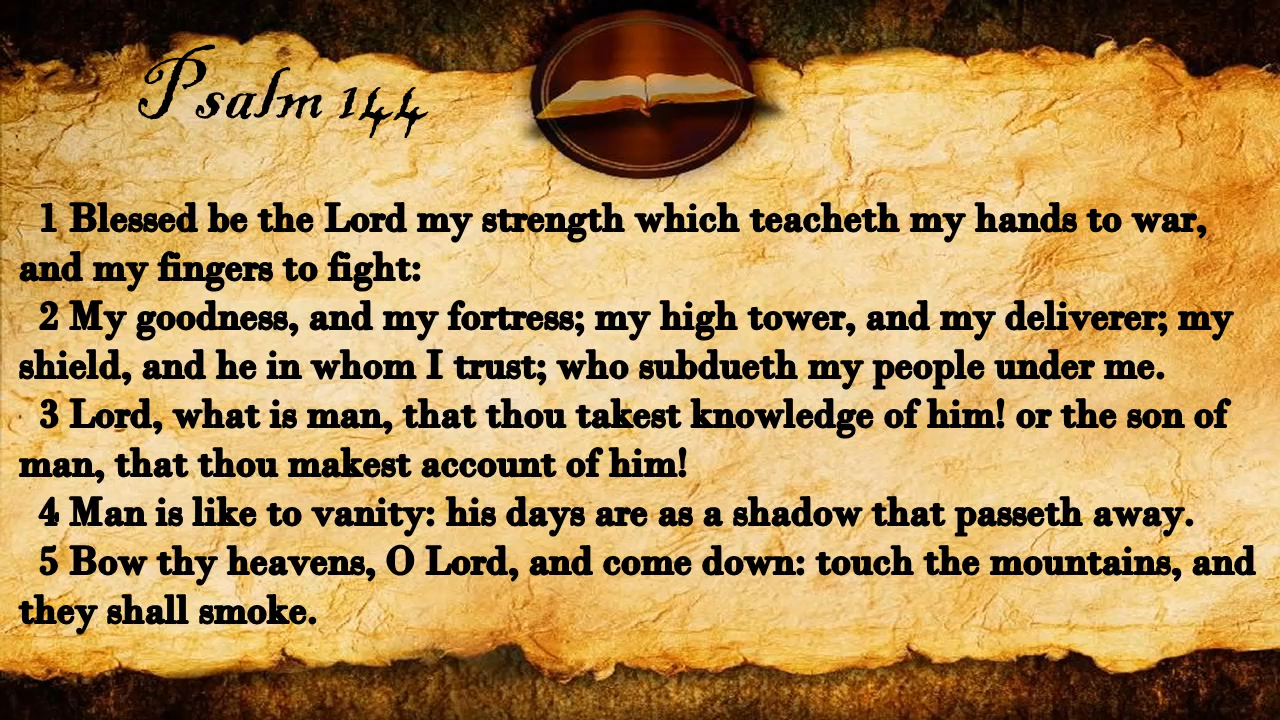 Psalm 144
1 Blessed be the Lord my strength which teacheth my hands to war,
and my fingers to fight:
2 My goodness, and my fortress; my high tower, and my deliverer; my
shield, and he in whom I trust; who subdueth my people under me.
3 Lord, what is man, that thou takest knowledge of him! or the son of
man, that thou makest account of him!
4 Man is like to vanity: his days are as a shadow that passeth away.
5 Bow thy heavens, O Lord, and come down: touch the mountains, and
they shall smoke.